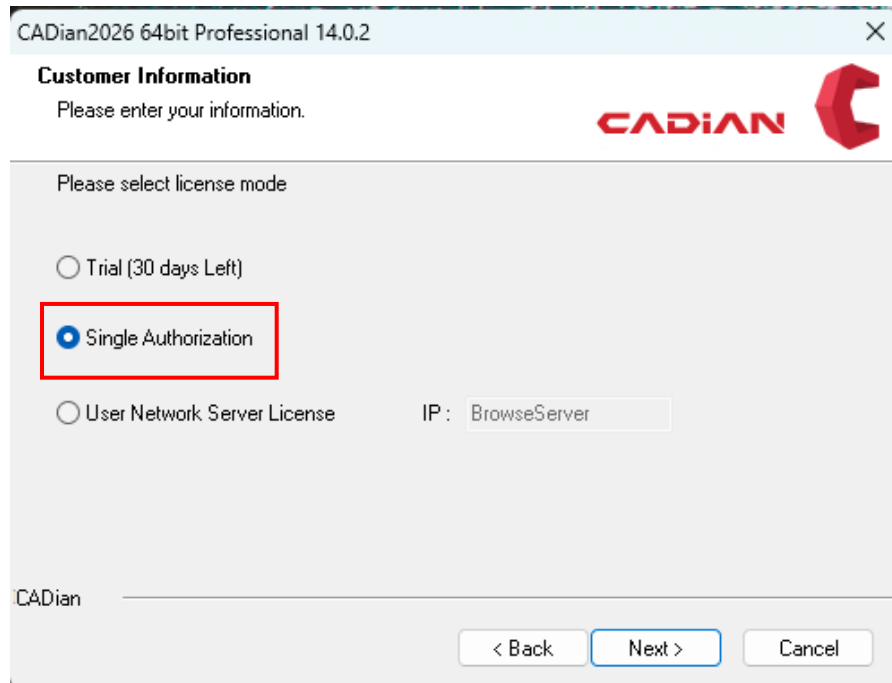 CADian2026 64bit Professional 14.0.2
Customer Information
Please enter your information.
CADiAN
Please select license mode
Trial (30 days Left)
Single Authorization
User Network Server License IP : BrowseServer
CADian
< Back Next > Cancel